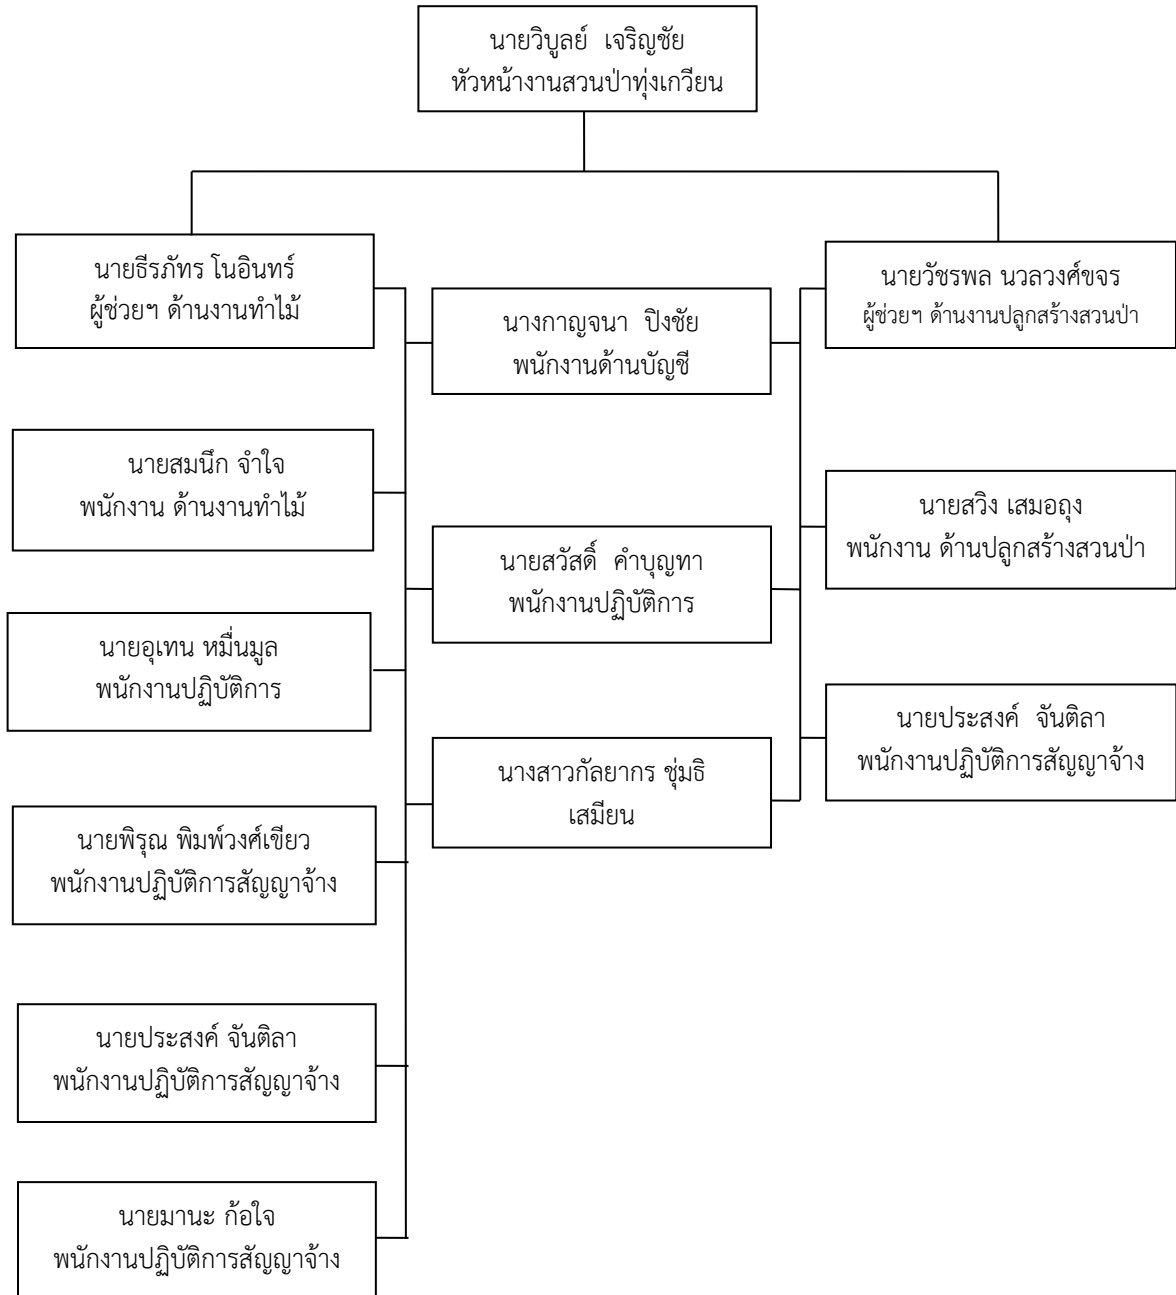 นายวิบูลย์  เจริญชัย
หัวหน้างานสวนป่าทุ่งเกวียน
นายธีรภัทร โนอินทร์
ผู้ช่วยฯ ด้านงานทำไม้
นายวัชรพล นวลวงศ์ขจร
ผู้ช่วยฯ ด้านงานปลูกสร้างสวนป่า
นางกาญจนา  ปิงชัย
พนักงานด้านบัญชี
นายสมนึก จำใจ
พนักงาน ด้านงานทำไม้
นายสวิง เสมอถุง
พนักงาน ด้านปลูกสร้างสวนป่า
นายสวัสดิ์  คำบุญทา
พนักงานปฏิบัติการ
นายอุเทน หมื่นมูล
พนักงานปฏิบัติการ
นายประสงค์  จันติลา
พนักงานปฏิบัติการสัญญาจ้าง
นางสาวกัลยากร ชุ่มธิ
เสมียน
นายพิรุณ พิมพ์วงศ์เขียว
พนักงานปฏิบัติการสัญญาจ้าง
นายประสงค์ จันติลา
พนักงานปฏิบัติการสัญญาจ้าง
นายมานะ ก้อใจ
พนักงานปฏิบัติการสัญญาจ้าง